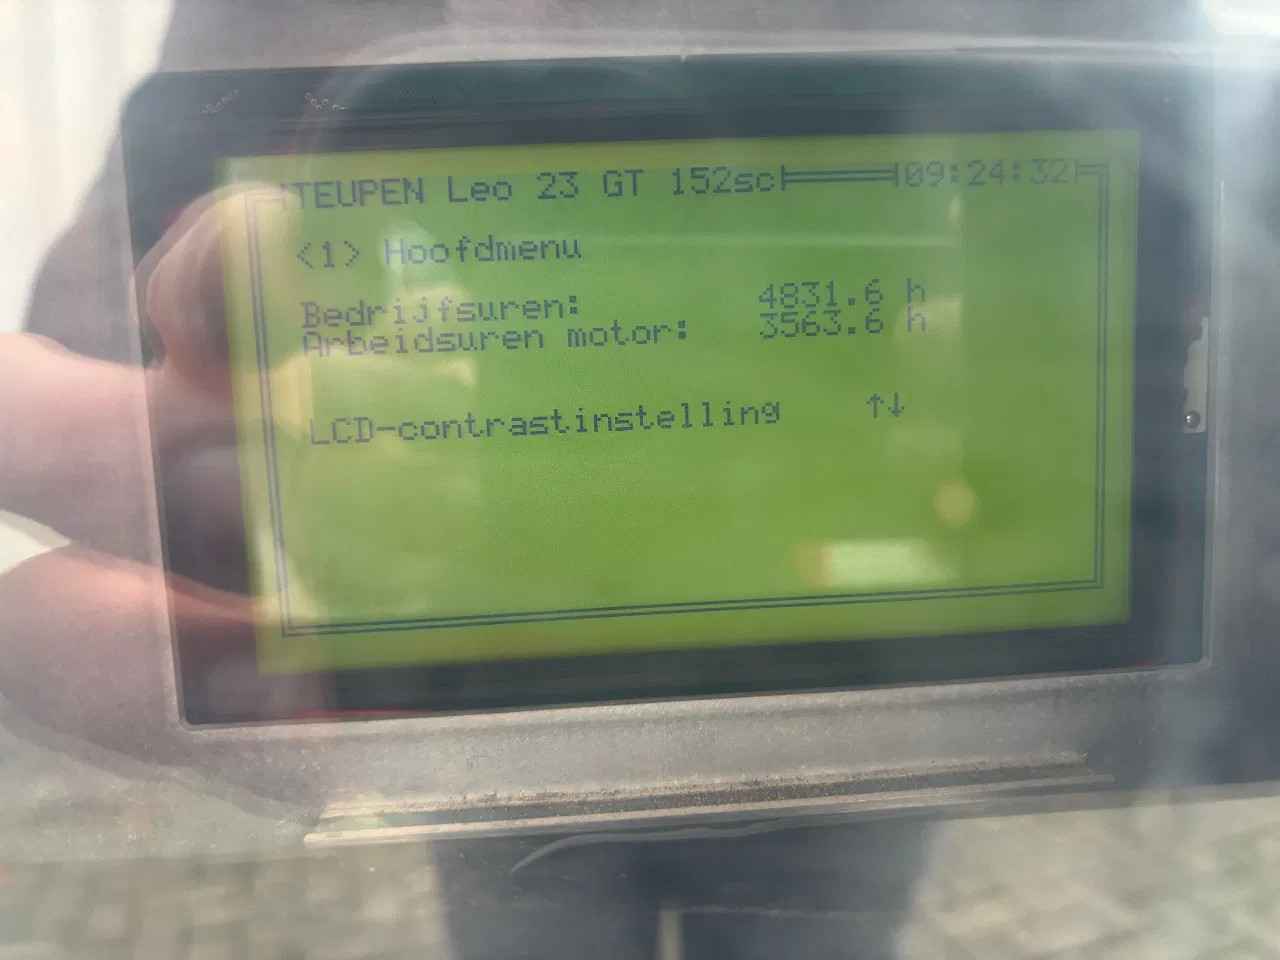 TEUPEN Leo 23 GT 152sc 09:24:32
<1> Hoofdmenu
Bedrijfsuren: 4831.6 h
Arbeidsuren motor: 3563.6 h
LCD-contrastinstelling ↑↓